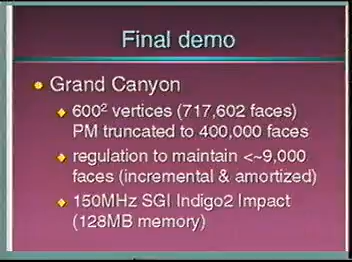 Final demo
Grand Canyon
600² vertices (717,602 faces)
PM truncated to 400,000 faces
regulation to maintain <~9,000
faces (incremental & amortized)
150MHz SGI Indigo2 Impact
(128MB memory)